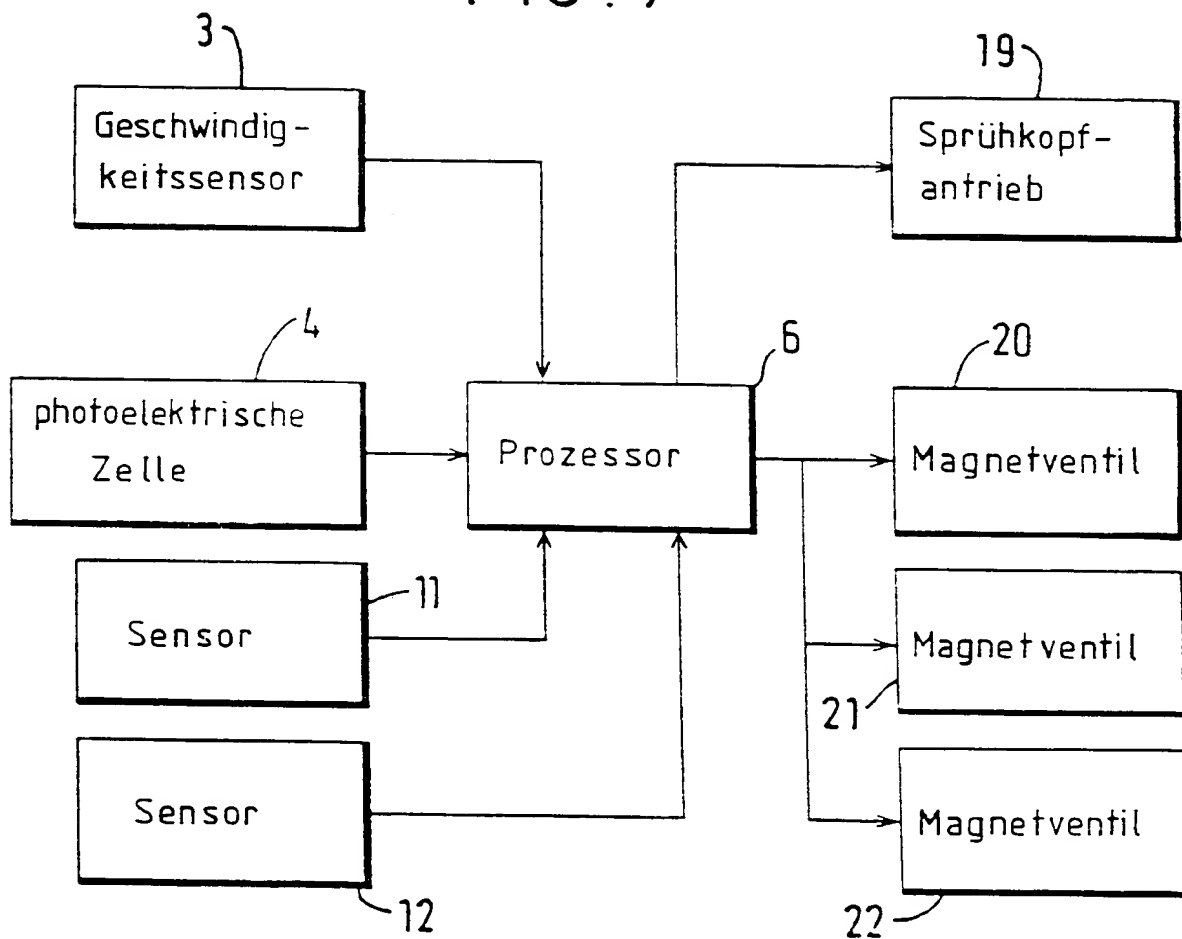 3
Geschwindig-
keitssensor
19
Sprühkopf-
antrieb
4
photoelektrische
Zelle
6
Prozessor
20
Magnetventil
11
Sensor
21
Magnetventil
12
Sensor
22
Magnetventil